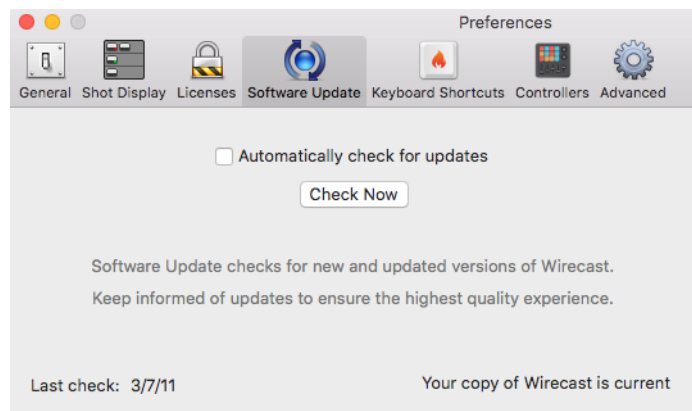 Preferences
General Shot Display Licenses Software Update Keyboard Shortcuts Controllers Advanced
Automatically check for updates
Check Now
Software Update checks for new and updated versions of Wirecast.
Keep informed of updates to ensure the highest quality experience.
Last check: 3/7/11 Your copy of Wirecast is current